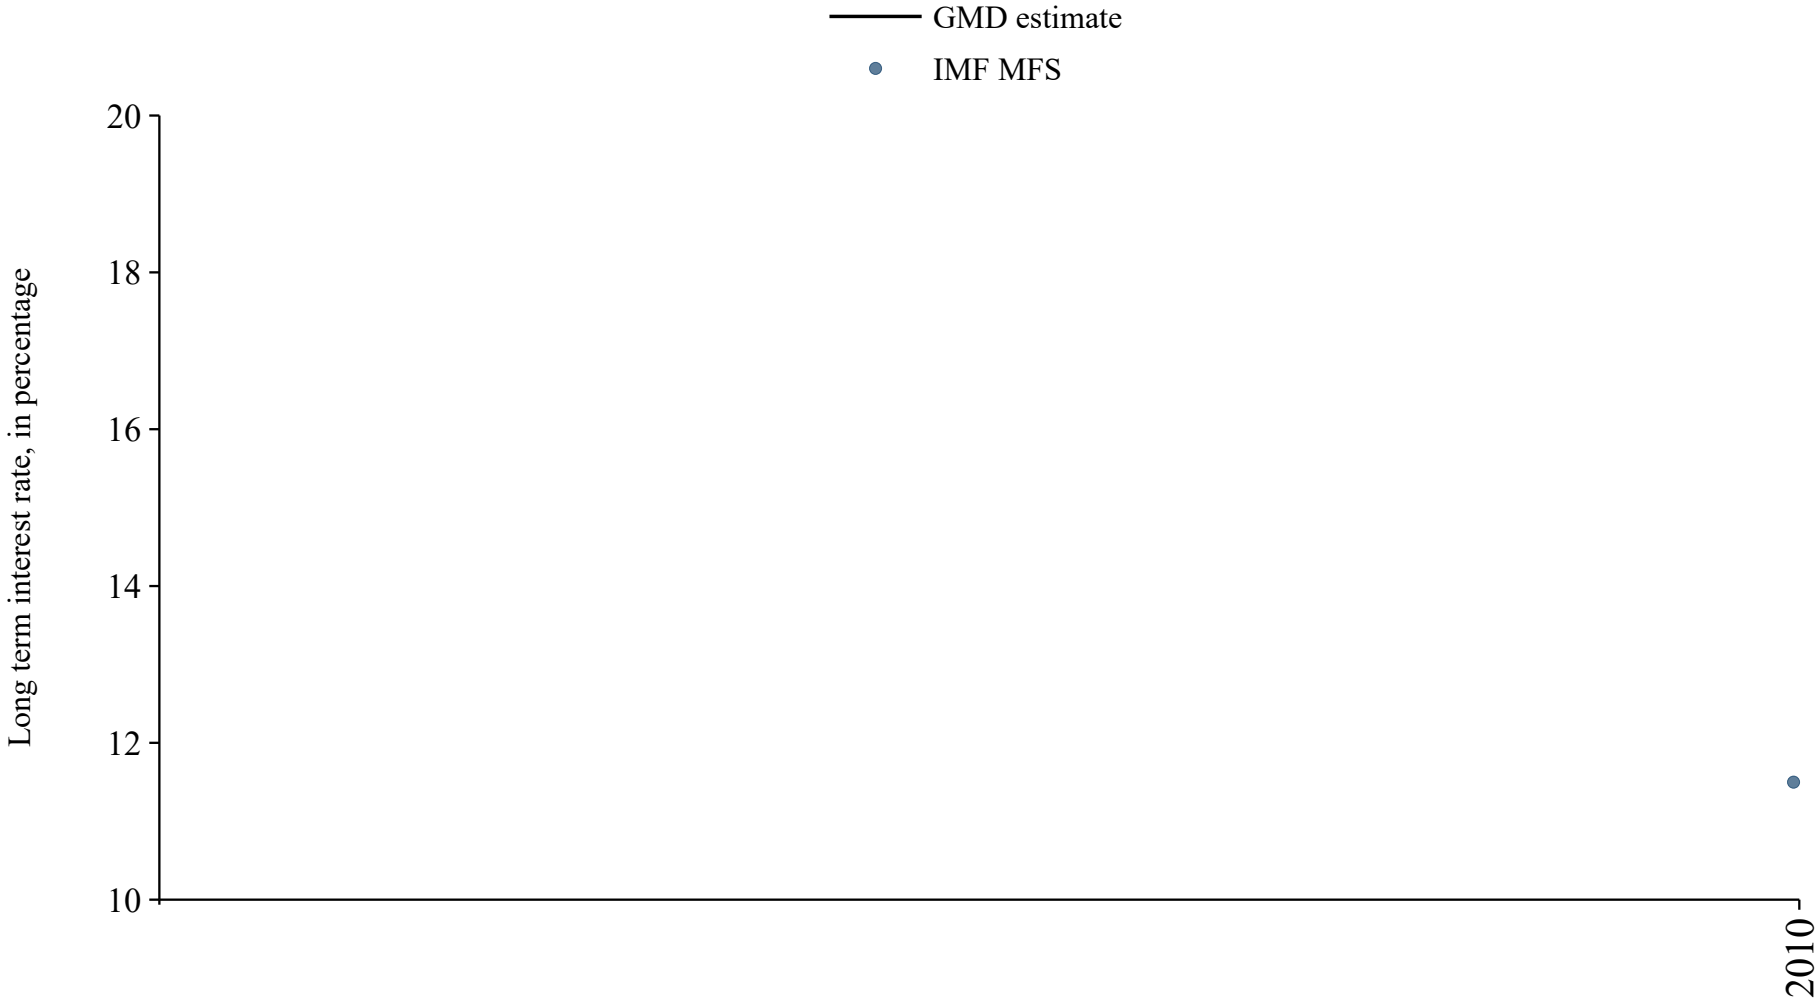 GMD estimate
IMF MFS
Long term interest rate, in percentage
20
18
16
14
12
10
2010